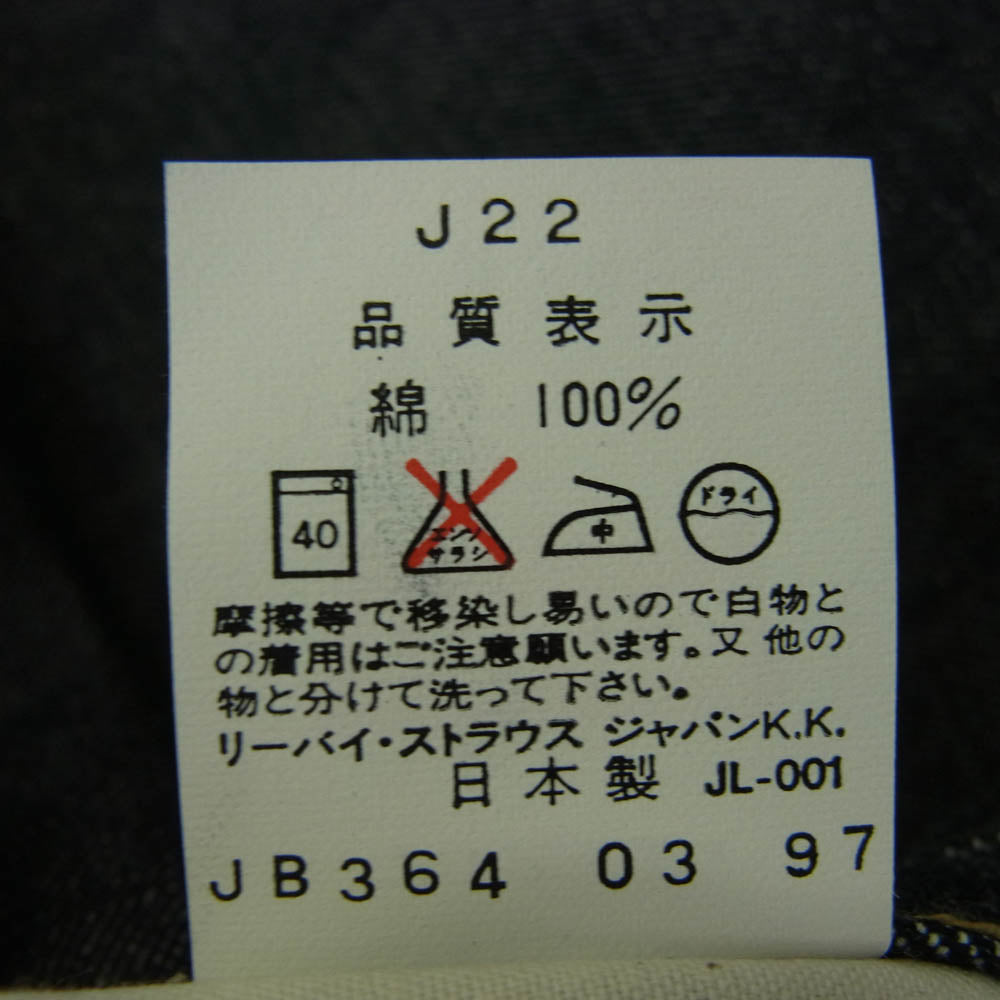 J22
品質表示
綿 100%
40 エンソ サラシ 中 ドライ
摩擦等で移染し易いので白物と
の着用はご注意願います。又 他の
物と分けて洗って下さい。
リーバイ・ストラウス ジャパンK.K.
日本製 JL-001
JB364 03 97